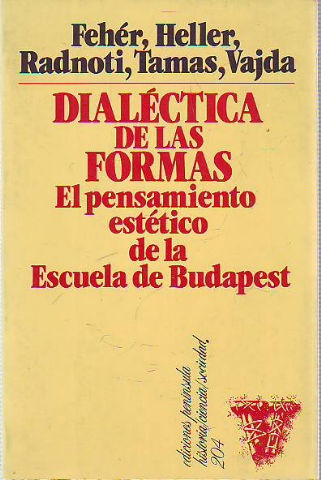 Fehér, Heller,
Radnoti, Tamas, Vajda
DIALÉCTICA
DE LAS
FORMAS
El pensamiento
estético
de la
Escuela de Budapest
ediciones península
historia, ciencia, sociedad,
204